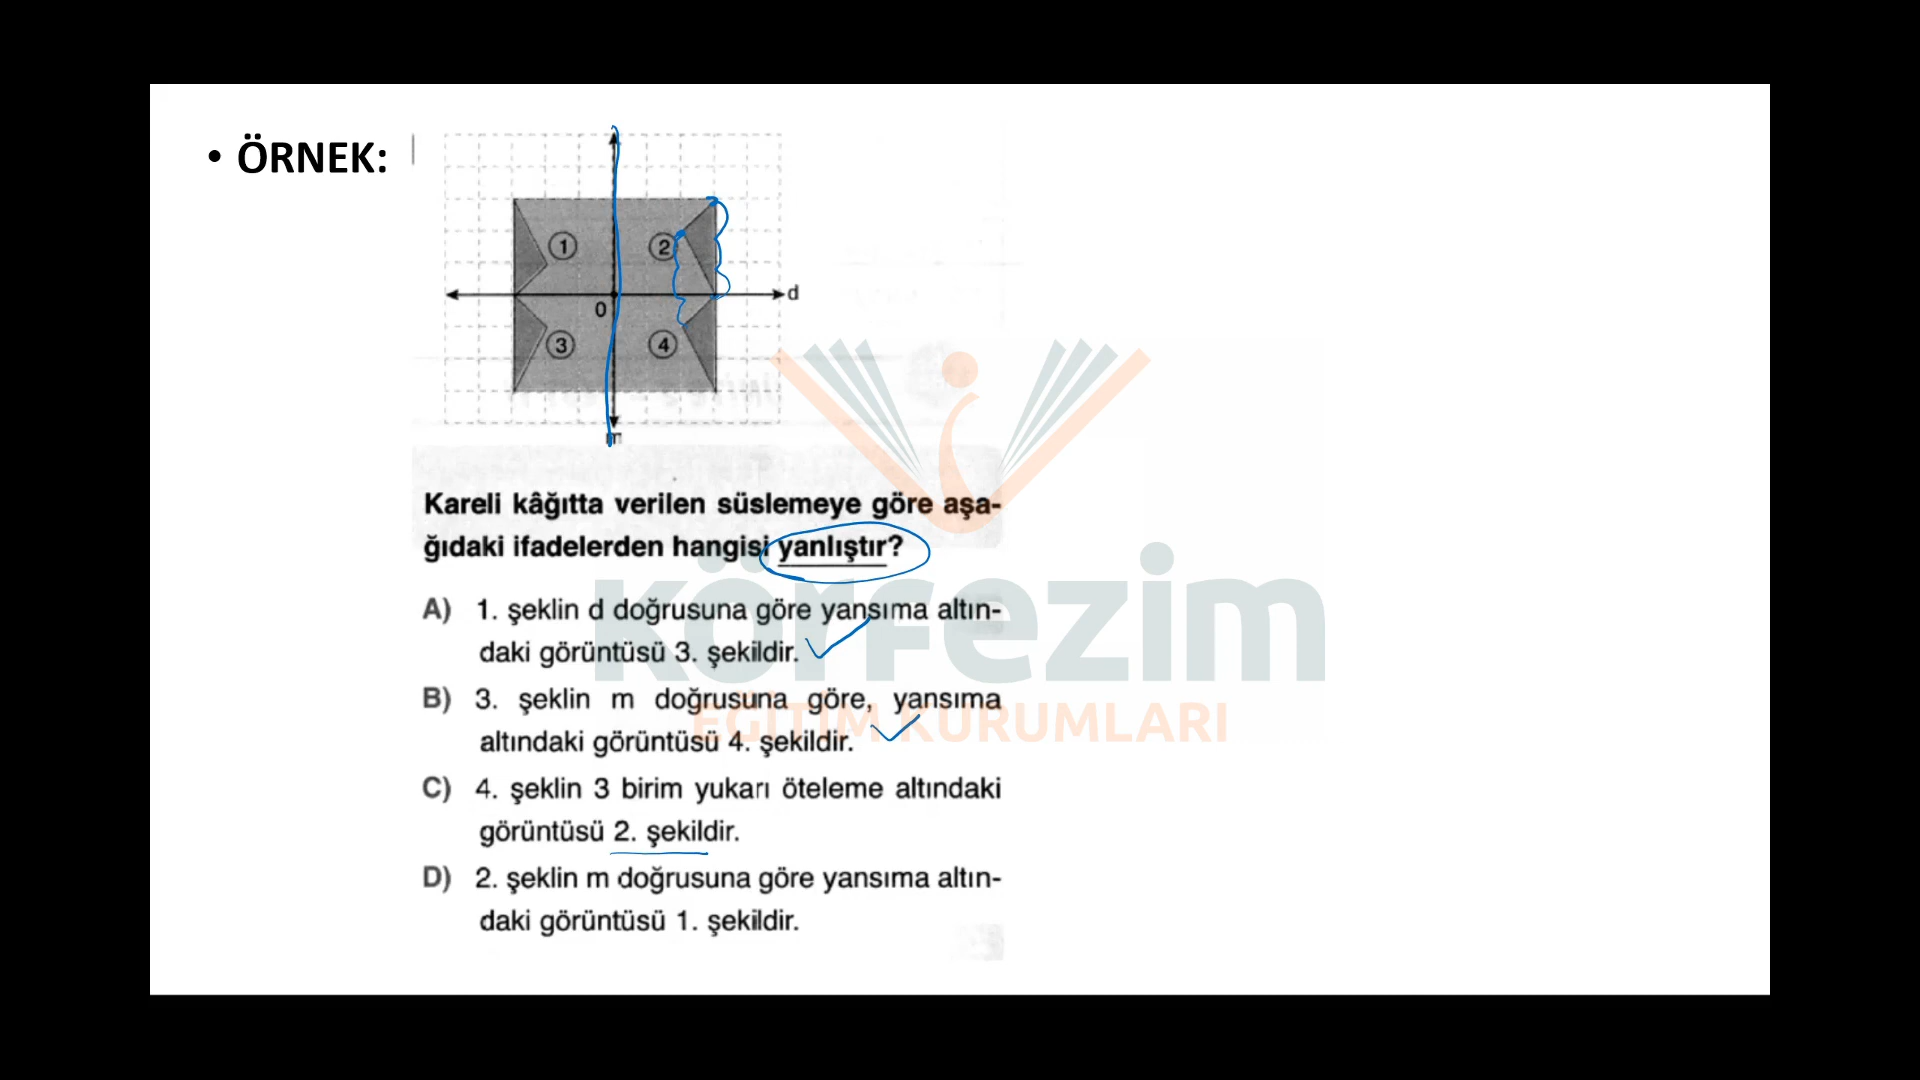 • ÖRNEK:
1
2
d
0
3
4
m
Kareli kâğıtta verilen süslemeye göre aşa-
ğıdaki ifadelerden hangisi yanlıştır?
A) 1. şeklin d doğrusuna göre yansıma altın-
daki görüntüsü 3. şekildir.
B) 3. şeklin m doğrusuna göre, yansıma
altındaki görüntüsü 4. şekildir.
C) 4. şeklin 3 birim yukarı öteleme altındaki
görüntüsü 2. şekildir.
D) 2. şeklin m doğrusuna göre yansıma altın-
daki görüntüsü 1. şekildir.
körfezim
EĞİTİM KURUMLARI